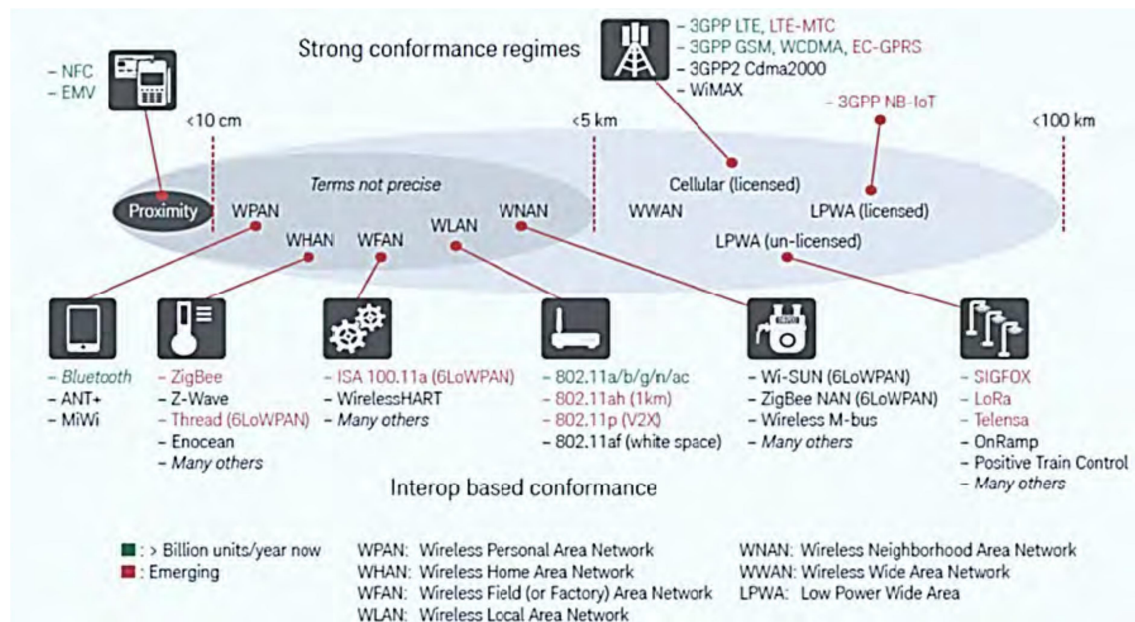 Strong conformance regimes
– NFC
– EMV
– 3GPP LTE, LTE-MTC
– 3GPP GSM, WCDMA, EC-GPRS
– 3GPP2 Cdma2000
– WiMAX
– 3GPP NB-IoT
<10 cm
<5 km
<100 km
Terms not precise
Cellular (licensed)
Proximity
WPAN
WHAN
WFAN
WLAN
WNAN
WWAN
LPWA (licensed)
LPWA (un-licensed)
– Bluetooth
– ANT+
– MiWi
– ZigBee
– Z-Wave
– Thread (6LoWPAN)
– Enocean
– Many others
– ISA 100.11a (6LoWPAN)
– WirelessHART
– Many others
– 802.11a/b/g/n/ac
– 802.11ah (1km)
– 802.11p (V2X)
– 802.11af (white space)
– Wi-SUN (6LoWPAN)
– ZigBee NAN (6LoWPAN)
– Wireless M-bus
– Many others
– SIGFOX
– LoRa
– Telensa
– OnRamp
– Positive Train Control
– Many others
Interop based conformance
: > Billion units/year now
: Emerging
WPAN: Wireless Personal Area Network
WHAN: Wireless Home Area Network
WFAN: Wireless Field (or Factory) Area Network
WLAN: Wireless Local Area Network
WNAN: Wireless Neighborhood Area Network
WWAN: Wireless Wide Area Network
LPWA: Low Power Wide Area